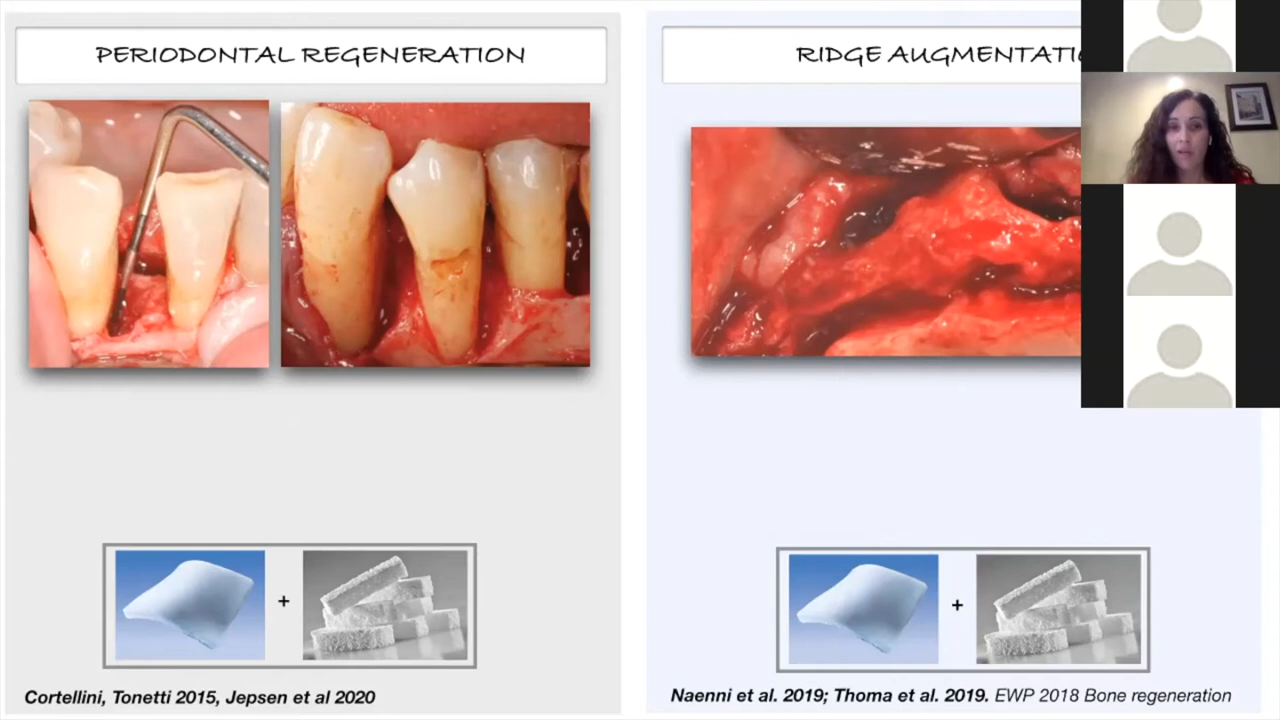 PERIODONTAL REGENERATION
+
Cortellini, Tonetti 2015, Jepsen et al 2020
RIDGE
+
Naenni et al. 2019; Thoma et al. 2019. EWP 2018 Bone regeneration